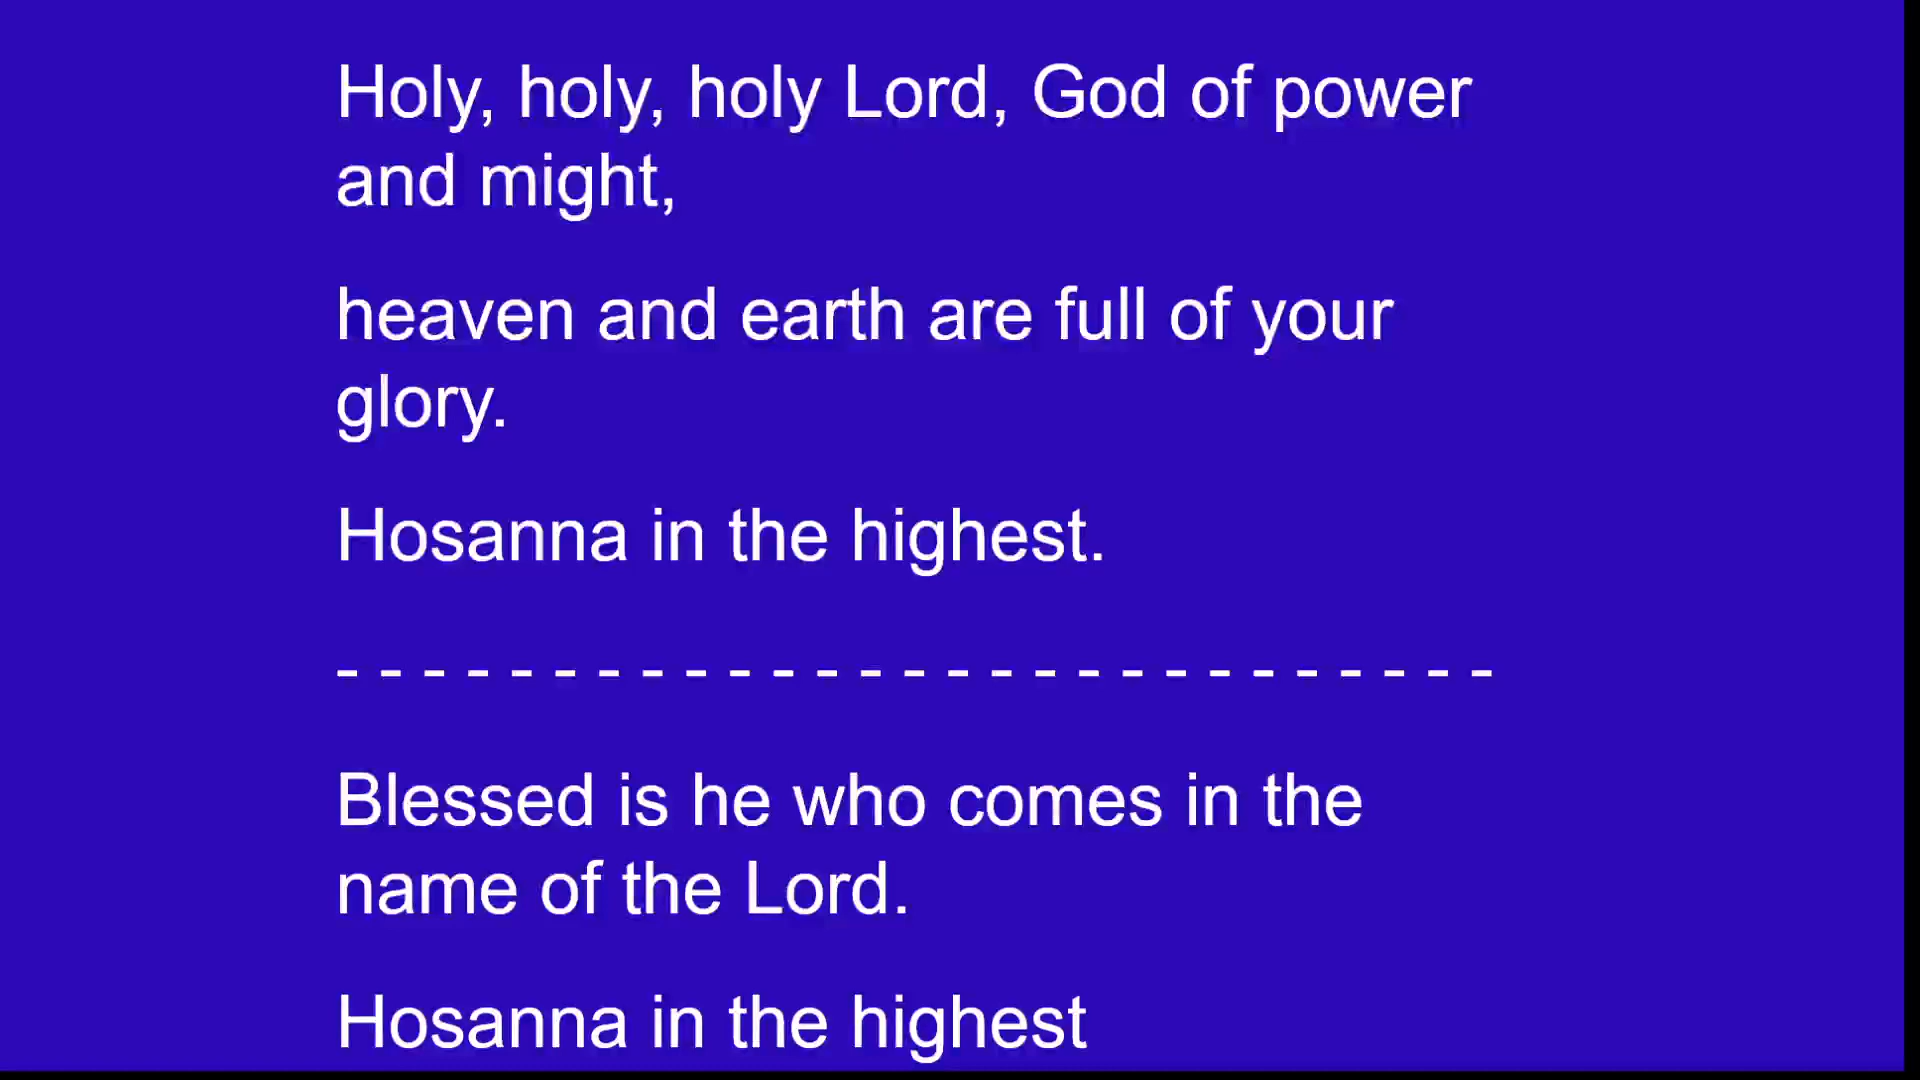 Holy, holy, holy Lord, God of power
and might,
heaven and earth are full of your
glory.
Hosanna in the highest.
- - - - - - - - - - - - - - - - - - - - - - - - - - -
Blessed is he who comes in the
name of the Lord.
Hosanna in the highest